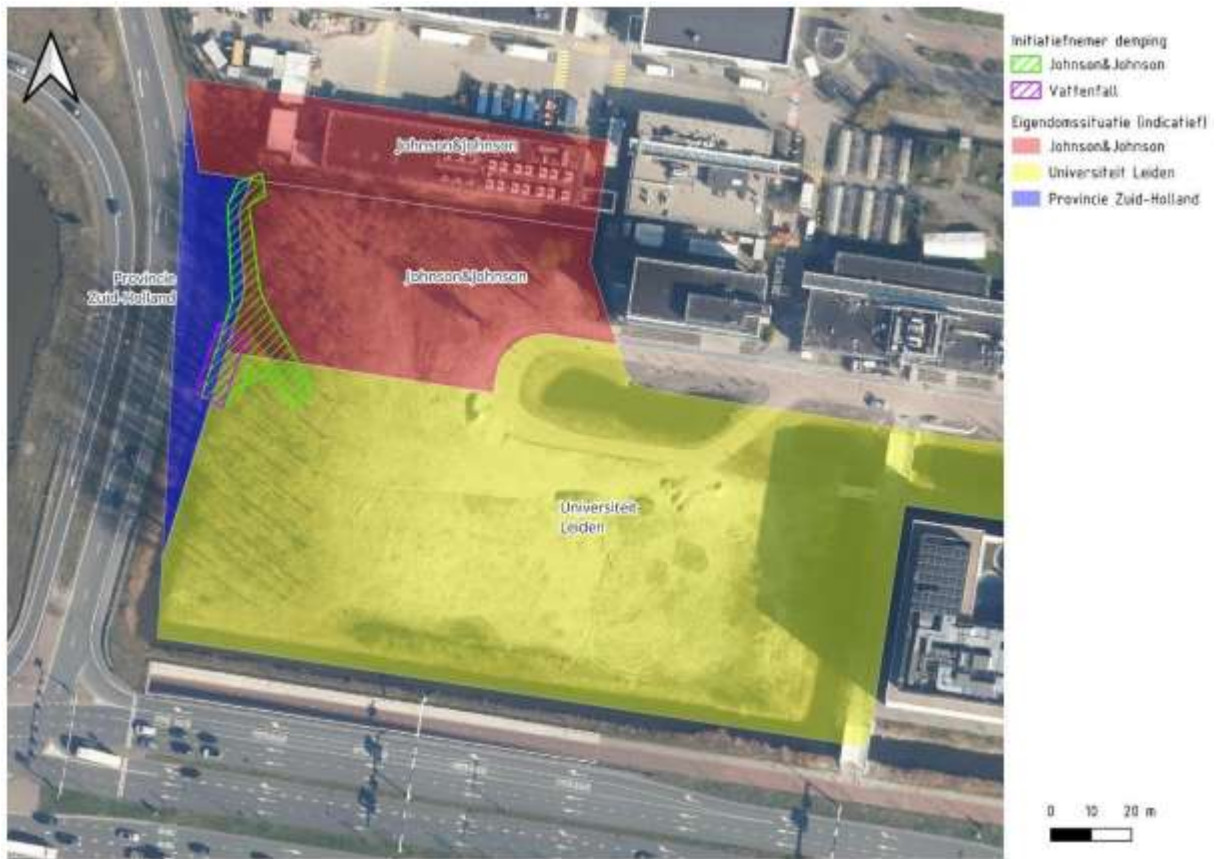 Initiatiefnemer demping
Johnson&Johnson
Vattenfall
Eigendomssituatie (indicatief)
Johnson&Johnson
Universiteit Leiden
Provincie Zuid-Holland
Johnson&Johnson
Johnson&Johnson
Provincie
Zuid-Holland
Universiteit
Leiden
0 10 20 m